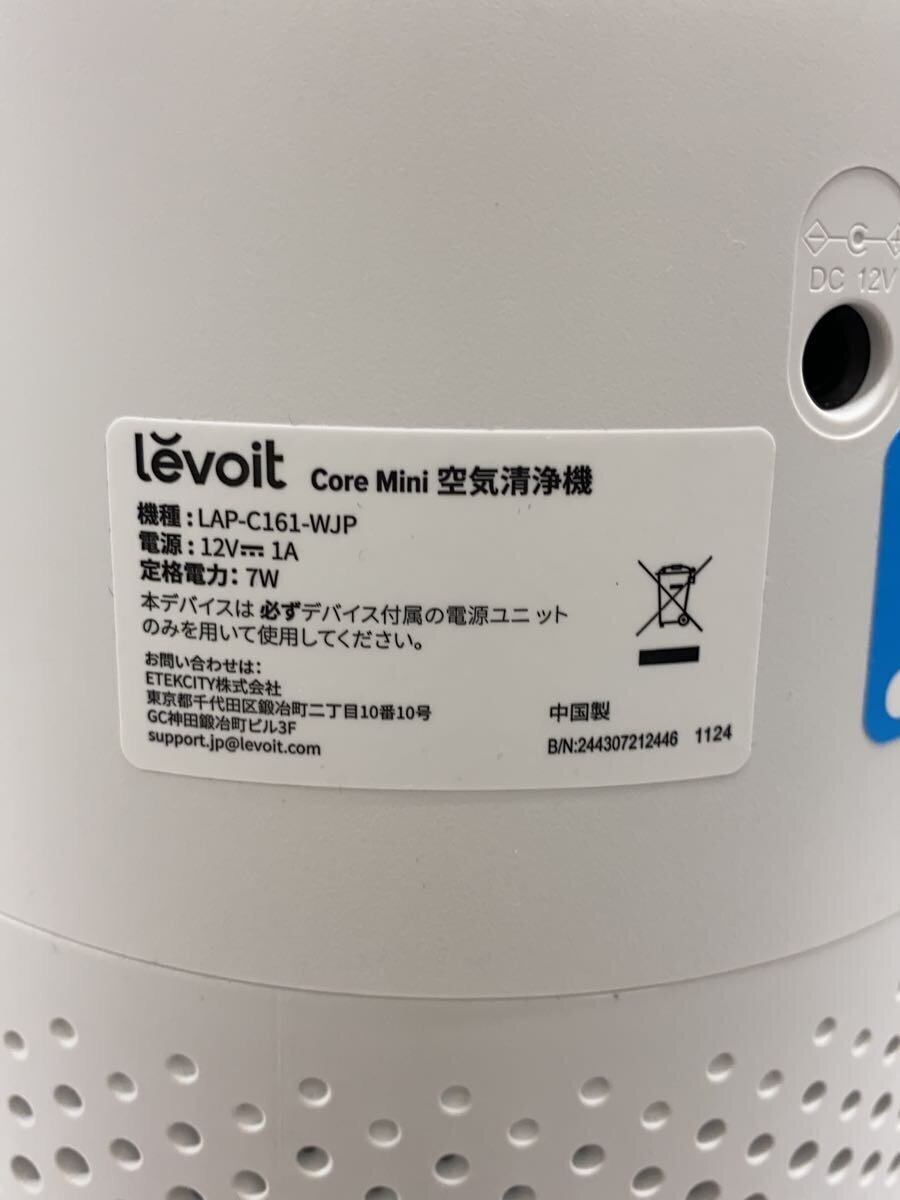 DC 12V
levoit Core Mini 空気清浄機
機種：LAP-C161-WJP
電源：12V⎓ 1A
定格電力：7W
本デバイスは 必ずデバイス付属の電源ユニット
のみを用いて使用してください。
お問い合わせは：
ETEKCITY株式会社
東京都千代田区鍛冶町二丁目10番10号
GC神田鍛冶町ビル3F
support.jp@levoit.com
中国製
B/N:244307212446 1124